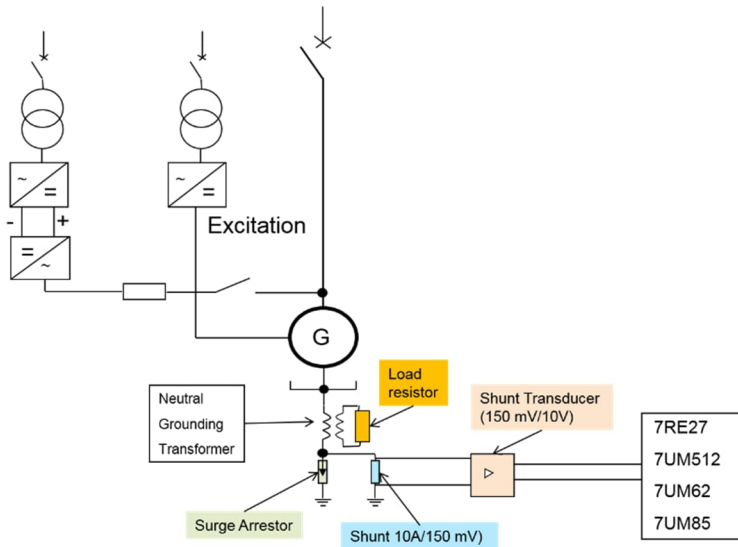 ~
=
~
=
-
+
=
~
Excitation
G
Neutral
Grounding
Transformer
Load
resistor
Shunt Transducer
(150 mV/10V)
7RE27
7UM512
7UM62
7UM85
Surge Arrestor
Shunt 10A/150 mV)